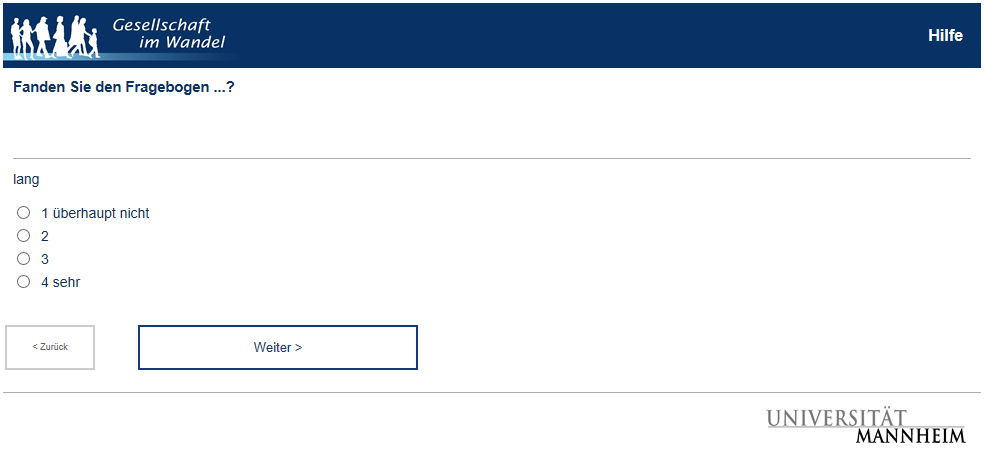 Gesellschaft
im Wandel
Hilfe
Fanden Sie den Fragebogen ...?
lang
1 überhaupt nicht
2
3
4 sehr
< Zurück
Weiter >
UNIVERSITÄT
MANNHEIM